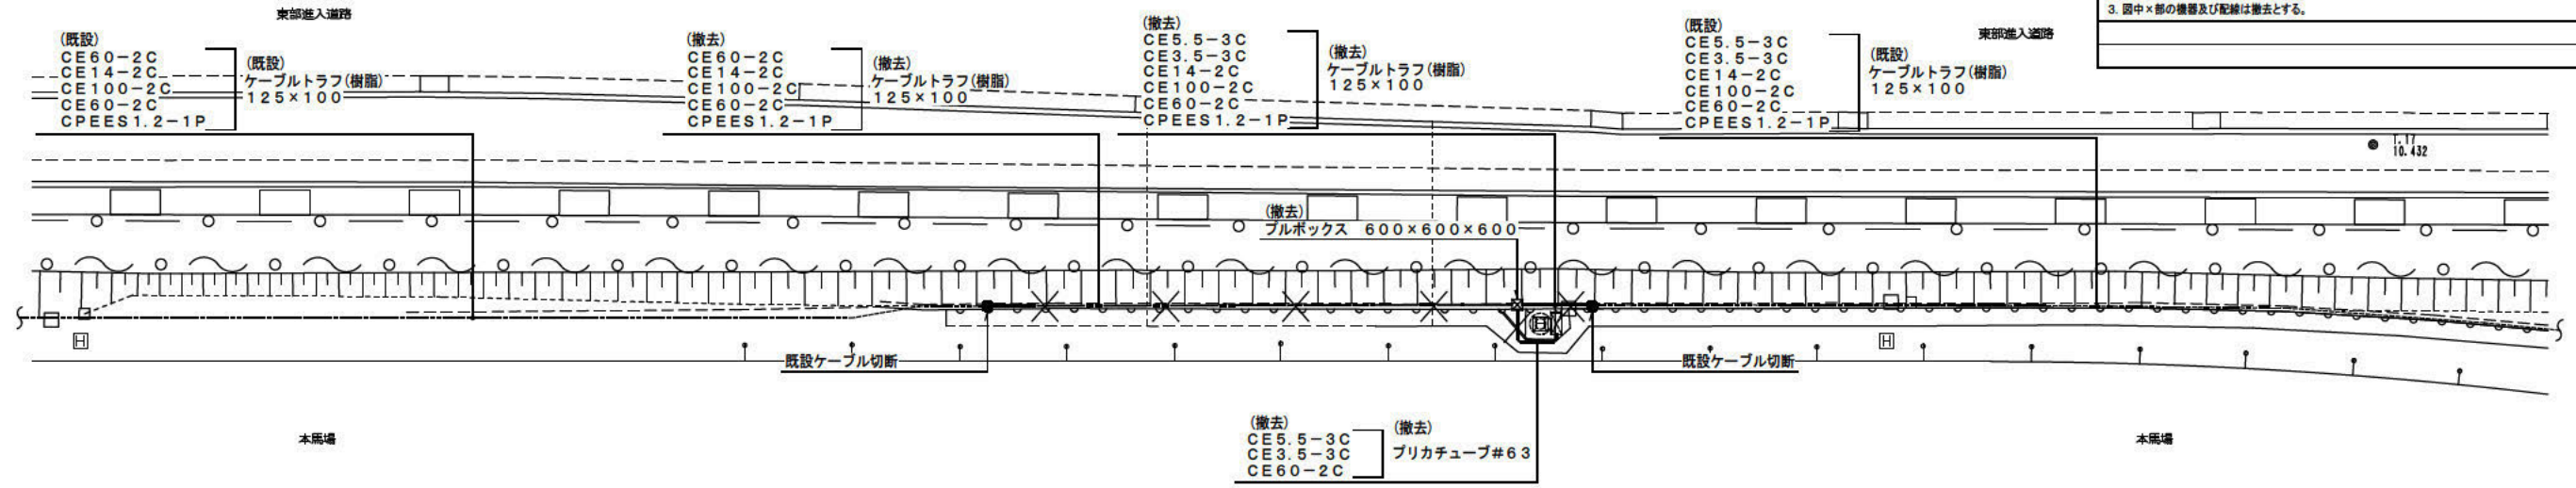 東部進入道路
3. 図中×部の機器及び配線は撤去とする。
東部進入道路
(既設)
CE60-2C
CE14-2C
CE100-2C
CE60-2C
CPEES1.2-1P
(既設)
ケーブルトラフ(樹脂)
125×100
(撤去)
CE60-2C
CE14-2C
CE100-2C
CE60-2C
CPEES1.2-1P
(撤去)
ケーブルトラフ(樹脂)
125×100
(撤去)
CE5.5-3C
CE3.5-3C
CE14-2C
CE100-2C
CE60-2C
CPEES1.2-1P
(撤去)
ケーブルトラフ(樹脂)
125×100
(既設)
CE5.5-3C
CE3.5-3C
CE14-2C
CE100-2C
CE60-2C
CPEES1.2-1P
(既設)
ケーブルトラフ(樹脂)
125×100
T.17
10.432
(撤去)
プルボックス 600×600×600
H
H
既設ケーブル切断
既設ケーブル切断
本馬場
本馬場
(撤去)
CE5.5-3C
CE3.5-3C
CE60-2C
(撤去)
プリカチューブ#63